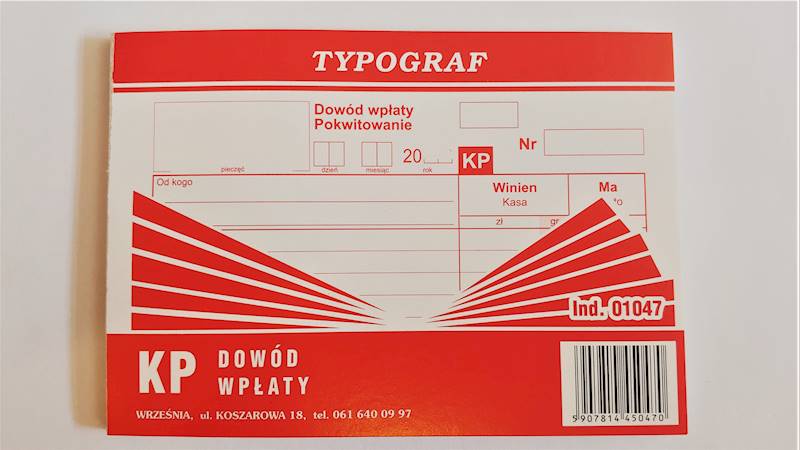 TYPOGRAF
Dowód wpłaty
Pokwitowanie
Nr
20
KP
pieczęć
dzień
miesiąc
rok
Od kogo
Winien
Ma
Kasa
zł
Ind. 01047
KP DOWÓD
WPŁATY
WRZEŚNIA, ul. KOSZAROWA 18, tel. 061 640 09 97
5907814450470